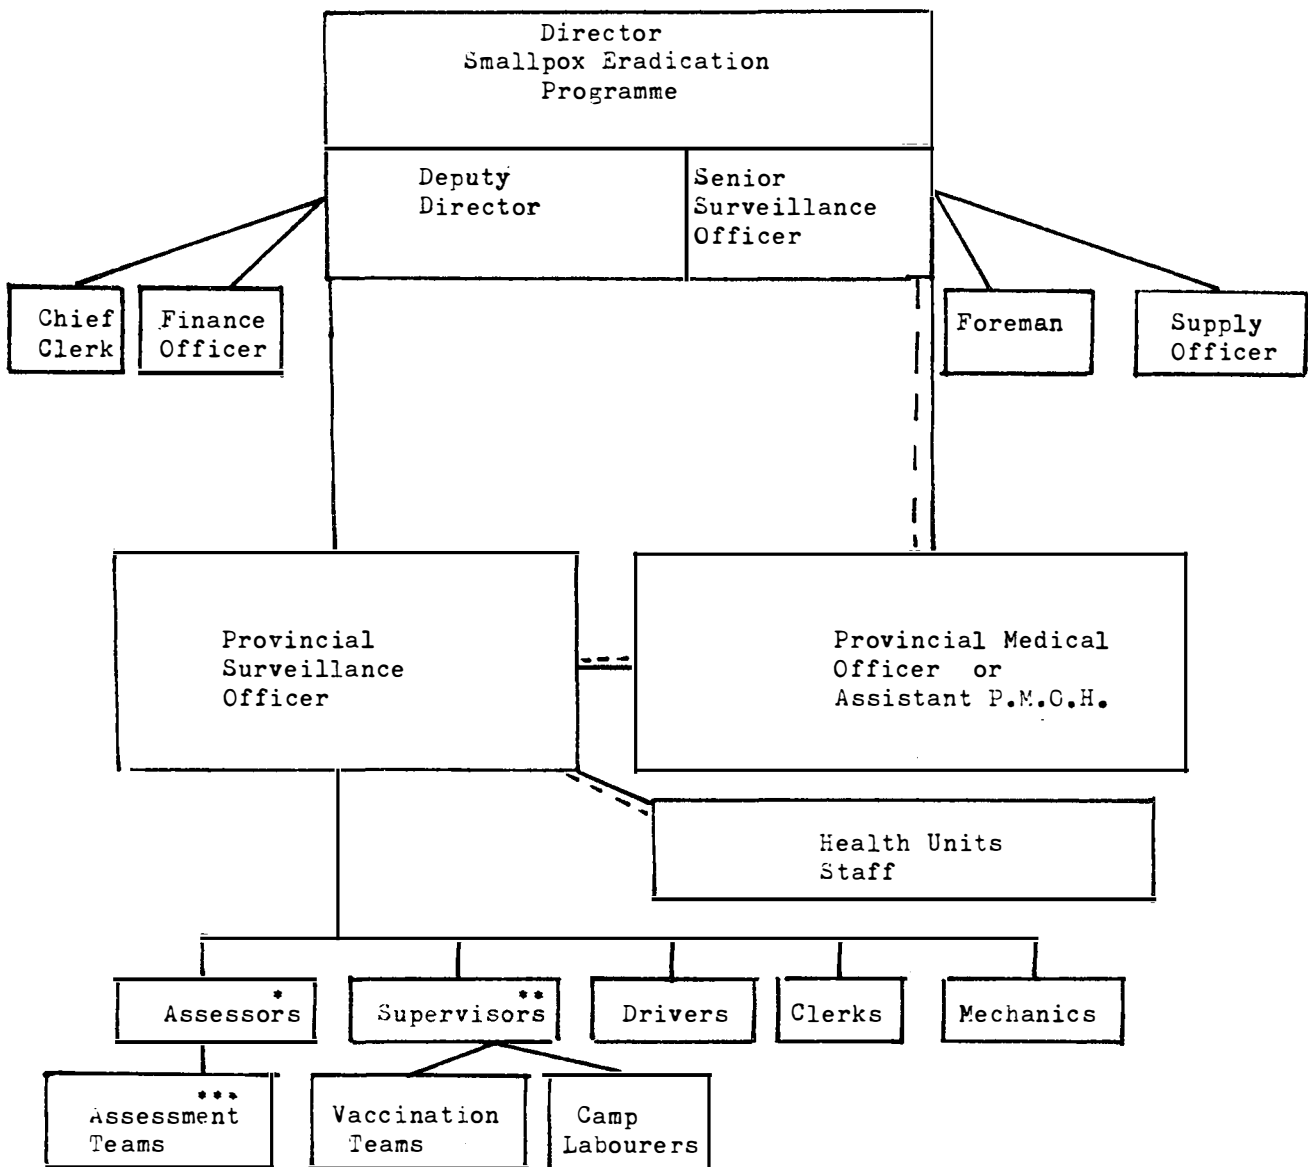 Director
Smallpox Eradication
Programme
Deputy
Director
Senior
Surveillance
Officer
Chief
Clerk
Finance
Officer
Foreman
Supply
Officer
Provincial
Surveillance
Officer
Provincial Medical
Officer or
Assistant P.M.O.H.
Health Units
Staff
Assessors *
Supervisors **
Drivers
Clerks
Mechanics
***
Assessment
Teams
Vaccination
Teams
Camp
Labourers